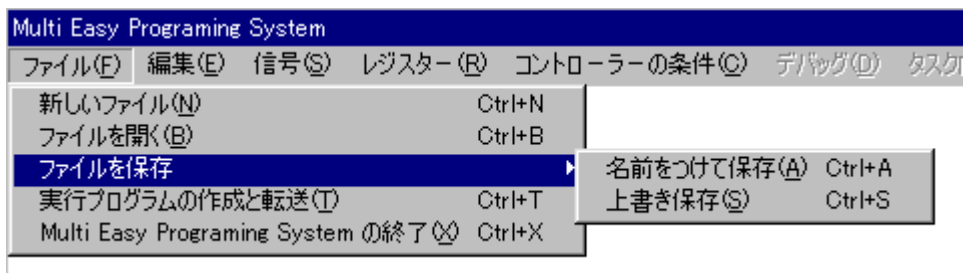 Multi Easy Programing System
ファイル(F) 編集(E) 信号(S) レジスター(R) コントローラーの条件(C) デバッグ(D) タスク
新しいファイル(N) Ctrl+N
ファイルを開く(B) Ctrl+B
ファイルを保存
名前をつけて保存(A) Ctrl+A
上書き保存(S) Ctrl+S
実行プログラムの作成と転送(T) Ctrl+T
Multi Easy Programing System の終了(X) Ctrl+X